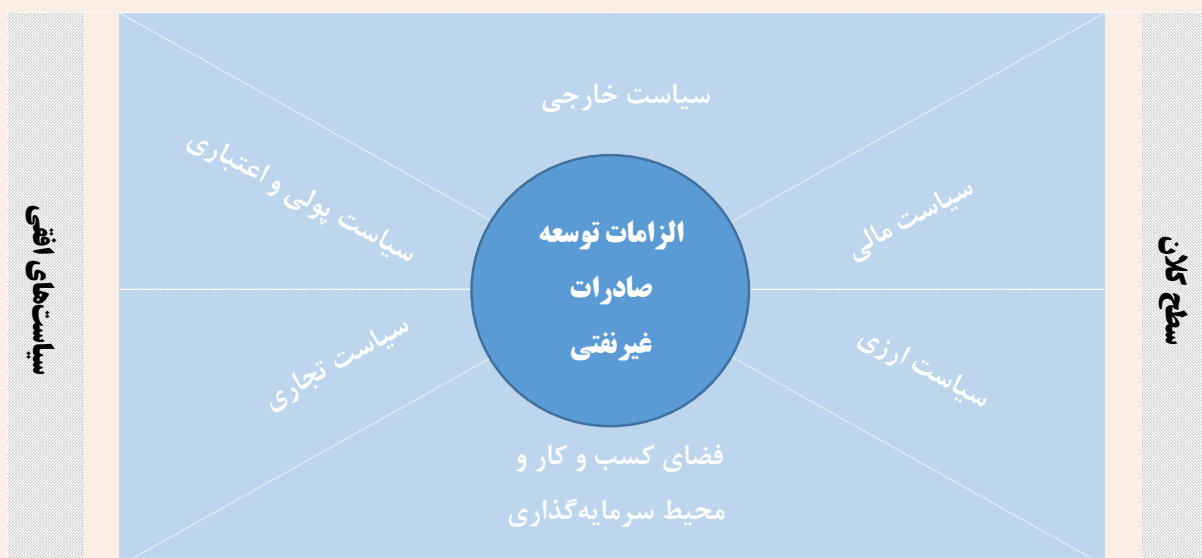 سیاست خارجی
سیاست پولی و اعتباری
سیاست مالی
الزامات توسعه
صادرات
غیرنفتی
سیاست تجاری
سیاست ارزی
فضای کسب و کار و
محیط سرمایه‌گذاری
سطح کلان
سیاست‌های افقی